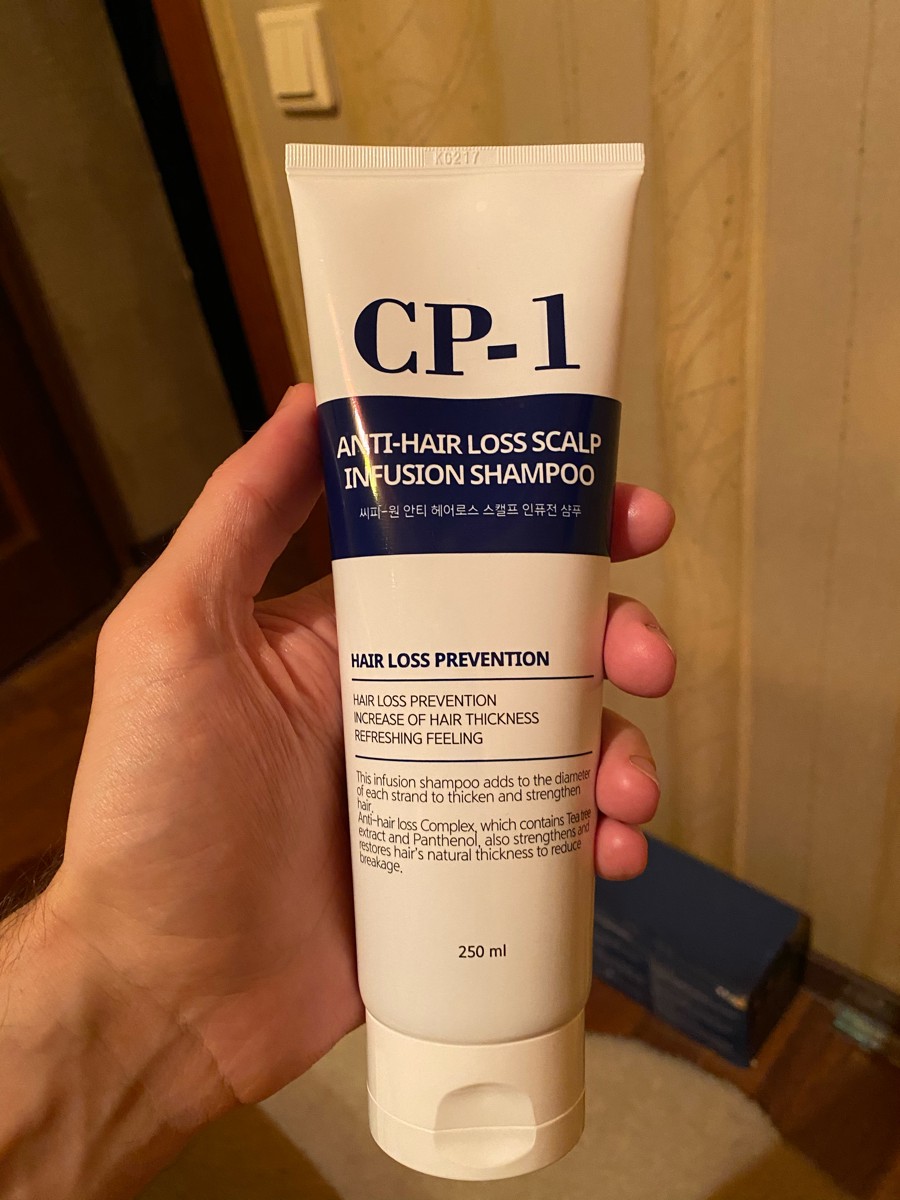 K0217
CP-1
ANTI-HAIR LOSS SCALP
INFUSION SHAMPOO
씨피-원 안티 헤어로스 스캘프 인퓨전 샴푸
HAIR LOSS PREVENTION
HAIR LOSS PREVENTION
INCREASE OF HAIR THICKNESS
REFRESHING FEELING
This infusion shampoo adds to the diameter
of each strand to thicken and strengthen
hair.
Anti-hair loss Complex, which contains Tea tree
extract and Panthenol, also strengthens and
restores hair's natural thickness to reduce
breakage.
250 ml